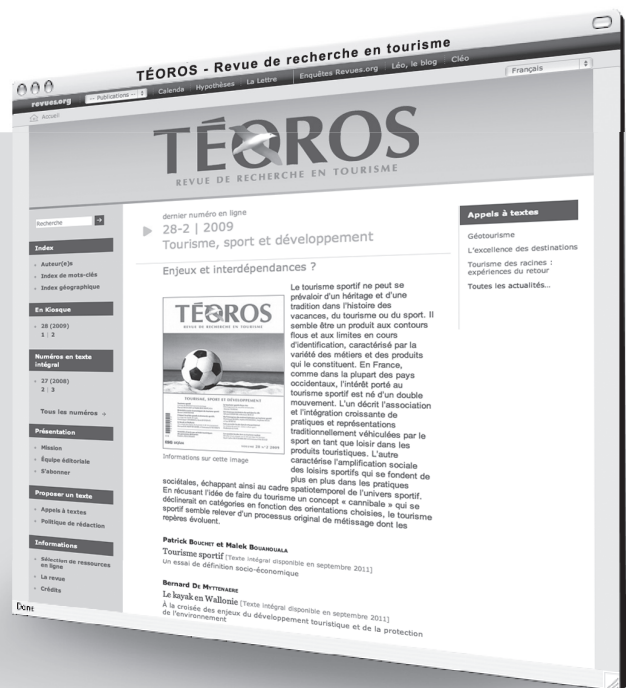 TÉOROS - Revue de recherche en tourisme
revues.org
-- Publications --
Calenda
Hypothèses
La Lettre
Enquêtes Revues.org
Léo, le blog
Cléo
Français
Accueil
TÉOROS
REVUE DE RECHERCHE EN TOURISME
Recherche
Index
Auteur(e)s
Index de mots-clés
Index géographique
En Kiosque
28 (2009)
1 | 2
Numéros en texte
intégral
27 (2008)
2 | 3
Tous les numéros →
Présentation
Mission
Équipe éditoriale
S'abonner
Proposer un texte
Appels à textes
Politique de rédaction
Informations
Sélection de ressources
en ligne
La revue
Crédits
dernier numéro en ligne
28-2 | 2009
Tourisme, sport et développement
Enjeux et interdépendances ?
TÉOROS
REVUE DE RECHERCHE EN TOURISME
TOURISME, SPORT ET DÉVELOPPEMENT
Informations sur cette image
Le tourisme sportif ne peut se
prévaloir d'un héritage et d'une
tradition dans l'histoire des
vacances, du tourisme ou du sport. Il
semble être un produit aux contours
flous et aux limites en cours
d'identification, caractérisé par la
variété des métiers et des produits
qui le constituent. En France,
comme dans la plupart des pays
occidentaux, l'intérêt porté au
tourisme sportif est né d'un double
mouvement. L'un décrit l'association
et l'intégration croissante de
pratiques et représentations
traditionnellement véhiculées par le
sport en tant que loisir dans les
produits touristiques. L'autre
caractérise l'amplification sociale
des loisirs sportifs qui se fondent de
plus en plus dans les pratiques
sociétales, échappant ainsi au cadre spatiotemporel de l'univers sportif.
En récusant l'idée de faire du tourisme un concept « cannibale » qui se
déclinerait en catégories en fonction des orientations choisies, le tourisme
sportif semble relever d'un processus original de métissage dont les
repères évoluent.
Patrick Bouchet et Malek Bouhouala
Tourisme sportif [Texte intégral disponible en septembre 2011]
Un essai de définition socio-économique
Bernard De Myttenaere
Le kayak en Wallonie [Texte intégral disponible en septembre 2011]
À la croisée des enjeux du développement touristique et de la protection
de l'environnement
Appels à textes
Géotourisme
L'excellence des destinations
Tourisme des racines :
expériences du retour
Toutes les actualités...
Done